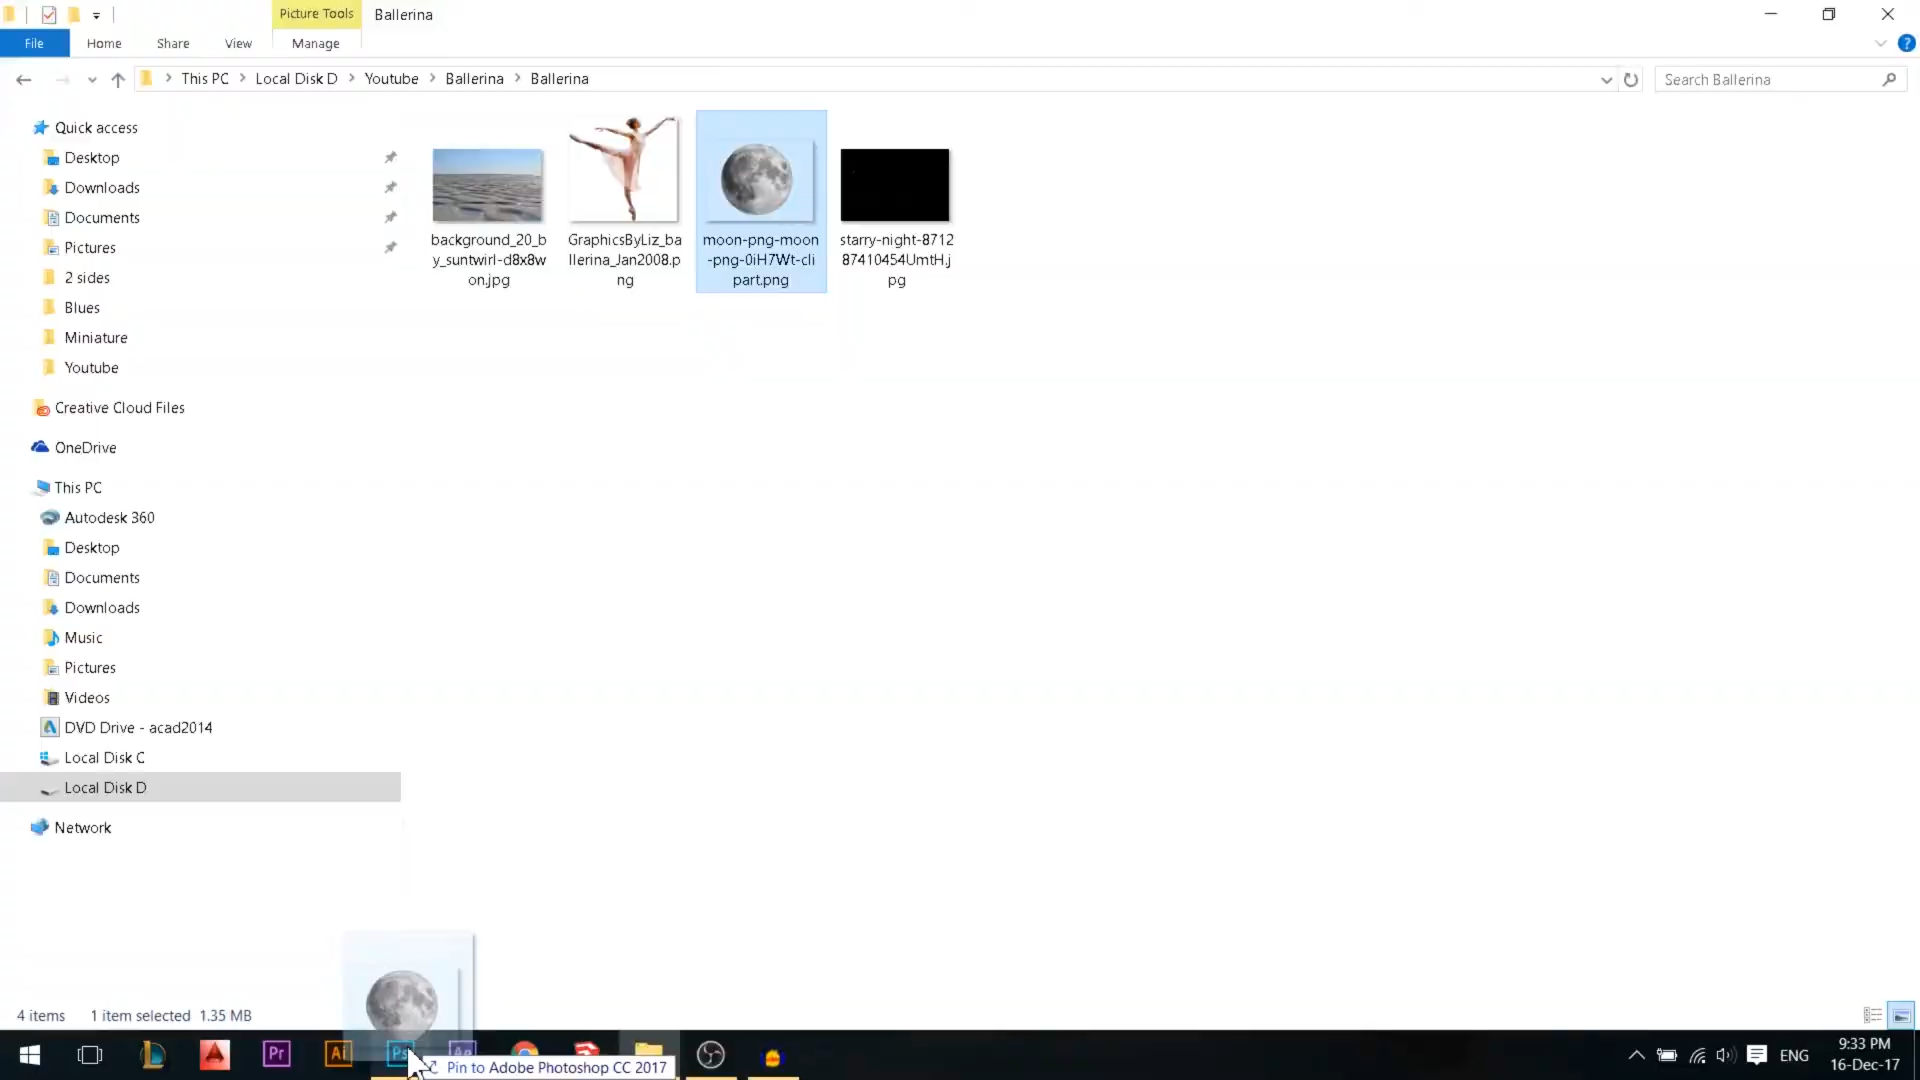 Picture Tools
Ballerina
File
Home
Share
View
Manage
This PC
Local Disk D
Youtube
Ballerina
Ballerina
Search Ballerina
Quick access
Desktop
Downloads
Documents
Pictures
2 sides
Blues
Miniature
Youtube
Creative Cloud Files
OneDrive
This PC
Autodesk 360
Desktop
Documents
Downloads
Music
Pictures
Videos
DVD Drive - acad2014
Local Disk C
Local Disk D
Network
background_20_b
y_suntwirl-d8x8w
on.jpg
GraphicsByLiz_ba
llerina_Jan2008.p
ng
moon-png-moon
-png-0iH7Wt-cli
part.png
starry-night-8712
87410454UmtH.j
pg
4 items
1 item selected 1.35 MB
Pr
Ai
Ps
Ae
Pin to Adobe Photoshop CC 2017
ENG
9:33 PM
16-Dec-17